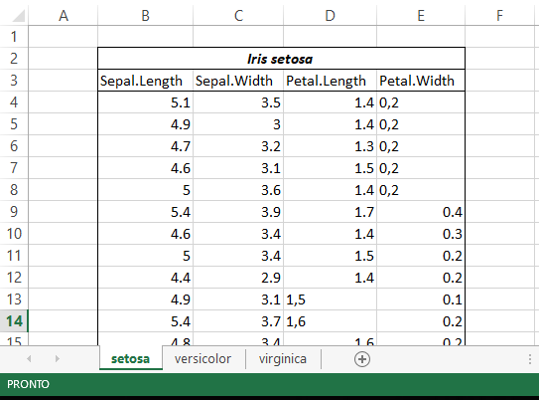 A B C D E F
1
2 Iris setosa
3 Sepal.Length Sepal.Width Petal.Length Petal.Width
4 5.1 3.5 1.4 0,2
5 4.9 3 1.4 0,2
6 4.7 3.2 1.3 0,2
7 4.6 3.1 1.5 0,2
8 5 3.6 1.4 0,2
9 5.4 3.9 1.7 0.4
10 4.6 3.4 1.4 0.3
11 5 3.4 1.5 0.2
12 4.4 2.9 1.4 0.2
13 4.9 3.1 1,5 0.1
14 5.4 3.7 1,6 0.2
15 4.8 3.4 1.6 0.2
setosa versicolor virginica
PRONTO